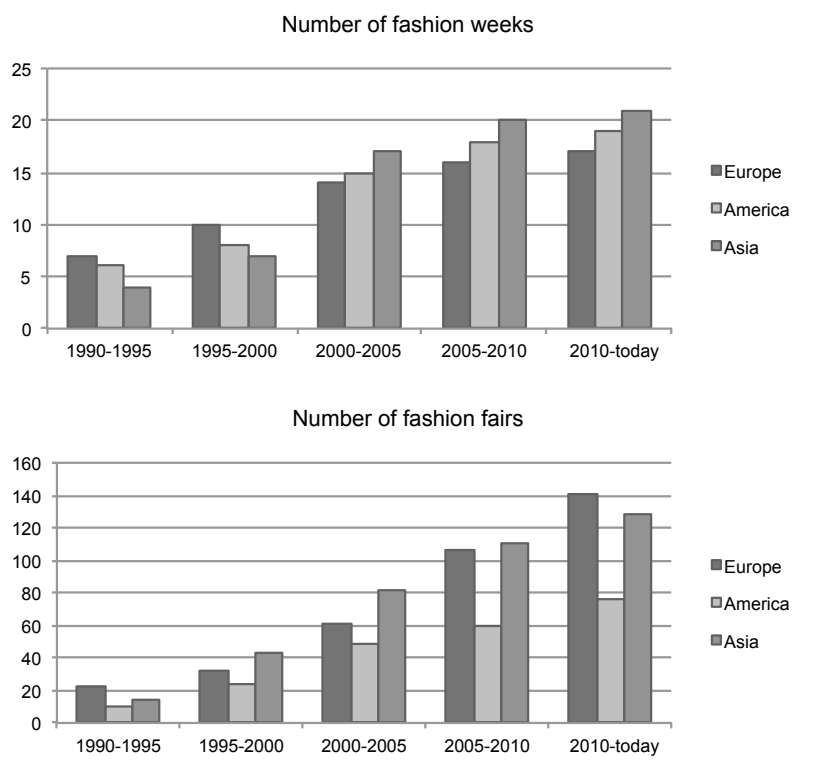 Number of fashion weeks
25
20
15
10
5
0
Europe
America
Asia
1990-1995 1995-2000 2000-2005 2005-2010 2010-today
Number of fashion fairs
160
140
120
100
80
60
40
20
0
Europe
America
Asia
1990-1995 1995-2000 2000-2005 2005-2010 2010-today